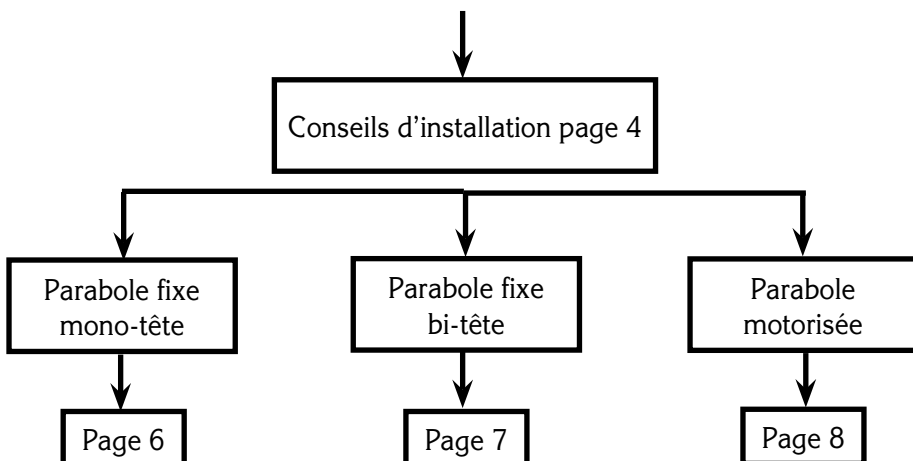 Conseils d'installation page 4
Parabole fixe
mono-tête
Parabole fixe
bi-tête
Parabole
motorisée
Page 6
Page 7
Page 8